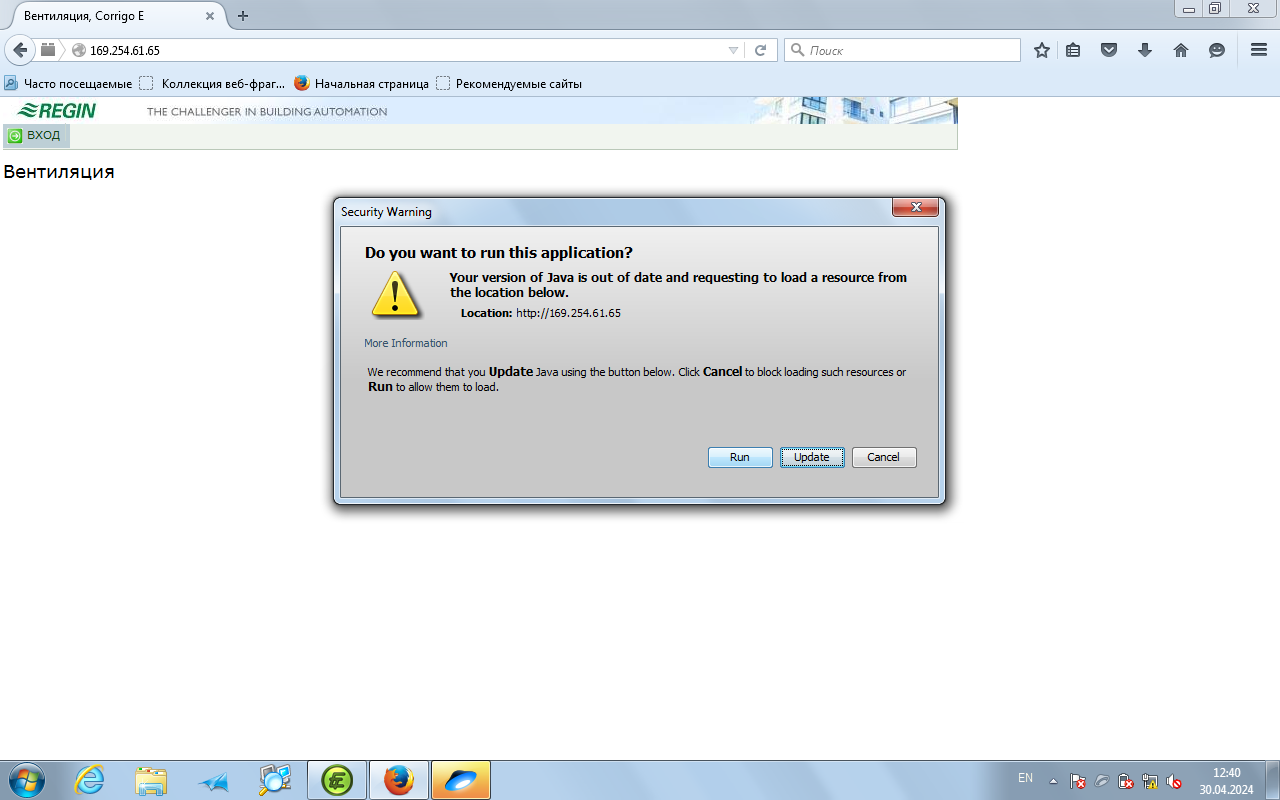 Вентиляция, Corrigo E
169.254.61.65
Поиск
Часто посещаемые
Коллекция веб-фраг...
Начальная страница
Рекомендуемые сайты
REGIN
THE CHALLENGER IN BUILDING AUTOMATION
ВХОД
Вентиляция
Security Warning
Do you want to run this application?
Your version of Java is out of date and requesting to load a resource from
the location below.
Location: http://169.254.61.65
More Information
We recommend that you Update Java using the button below. Click Cancel to block loading such resources or
Run to allow them to load.
Run
Update
Cancel
EN
12:40
30.04.2024